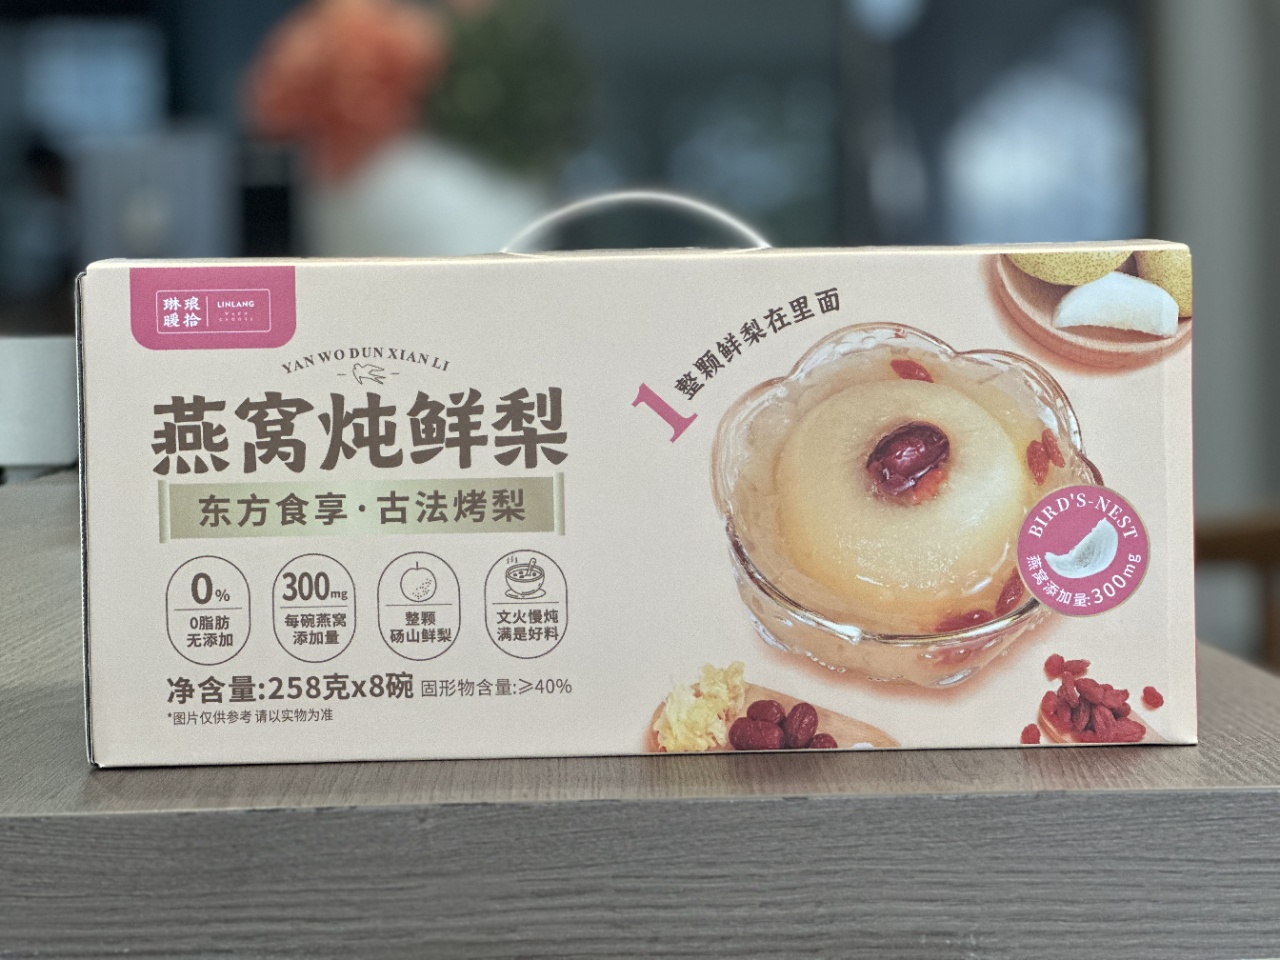 琳琅
暖拾
LINLANG
YAN WO DUN XIAN LI
燕窝炖鲜梨
东方食享·古法烤梨
0%
0脂肪
无添加
300mg
每碗燕窝
添加量
整颗
砀山鲜梨
文火慢炖
满是好料
净含量:258克x8碗 固形物含量:≥40%
*图片仅供参考 请以实物为准
1整颗鲜梨在里面
BIRD'S-NEST
燕窝添加量:300mg